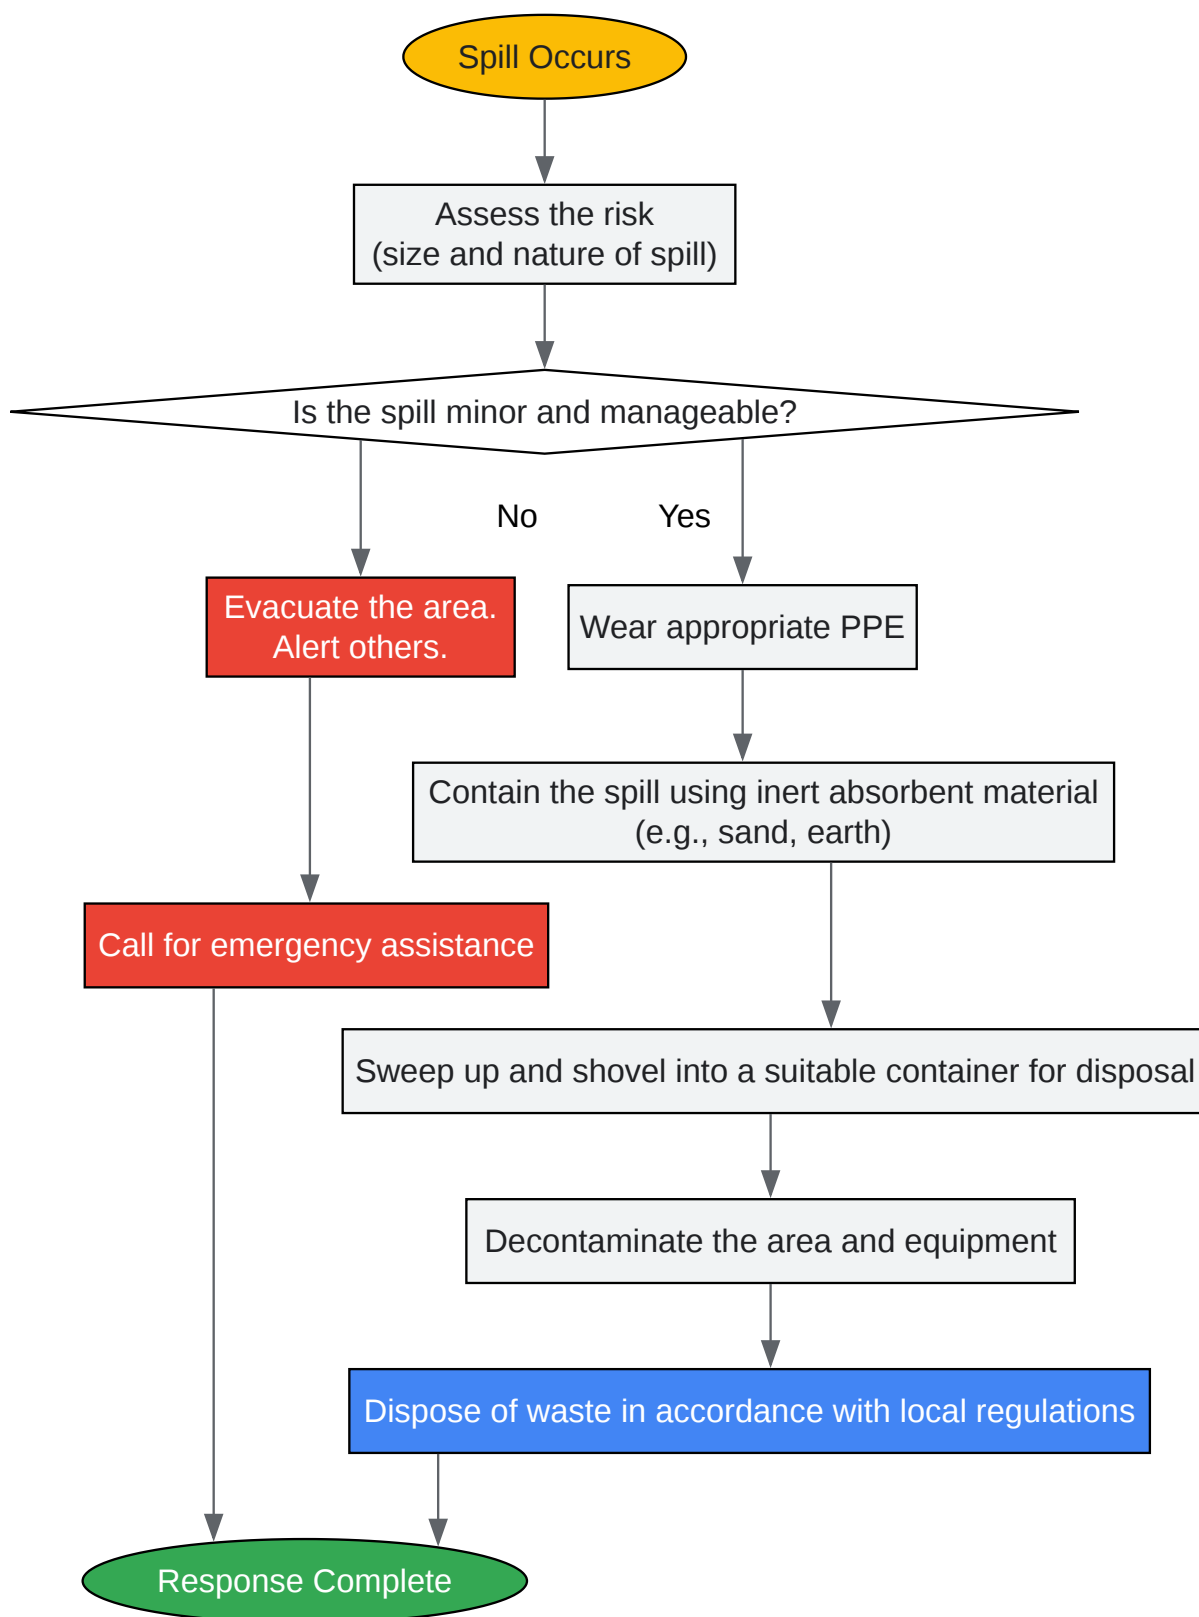 Spill Occurs
Assess the risk
(size and nature of spill)
Is the spill minor and manageable?
No
Yes
Evacuate the area.
Alert others.
Wear appropriate PPE
Contain the spill using inert absorbent material
(e.g., sand, earth)
Call for emergency assistance
Sweep up and shovel into a suitable container for disposal
Decontaminate the area and equipment
Dispose of waste in accordance with local regulations
Response Complete